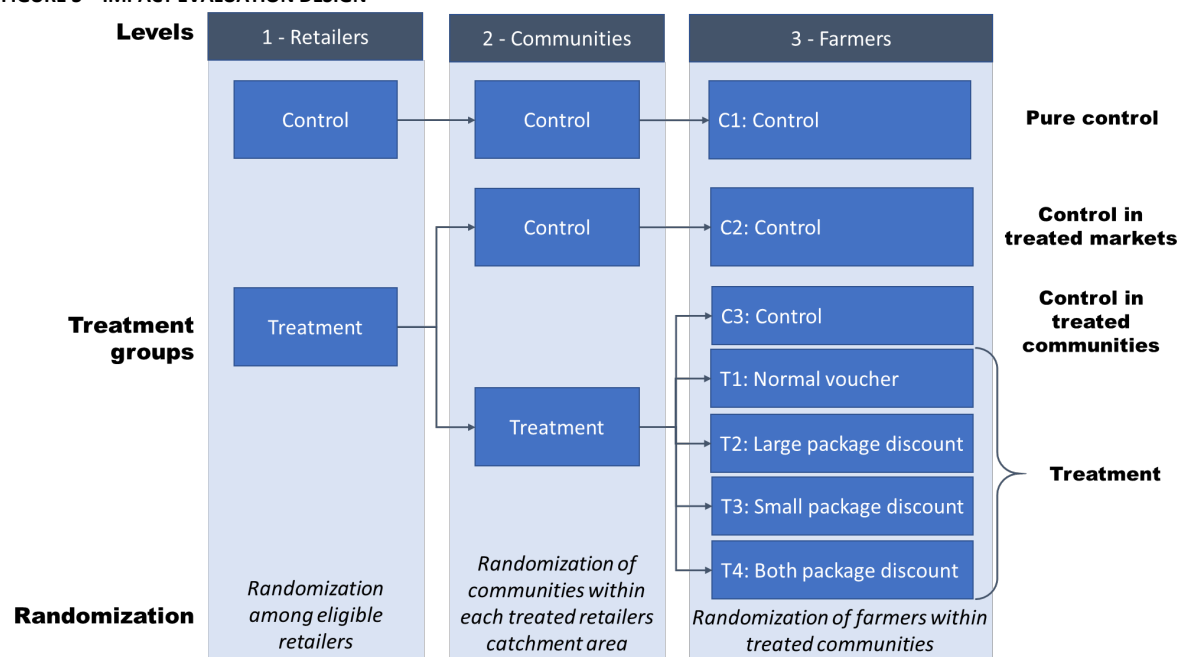 Levels
1 - Retailers
2 - Communities
3 - Farmers
Control
Control
C1: Control
Pure control
Control
C2: Control
Control in
treated markets
Treatment
groups
Treatment
Treatment
C3: Control
Control in
treated
communities
T1: Normal voucher
T2: Large package discount
T3: Small package discount
T4: Both package discount
Treatment
Randomization
Randomization
among eligible
retailers
Randomization of
communities within
each treated retailers
catchment area
Randomization of farmers within
treated communities